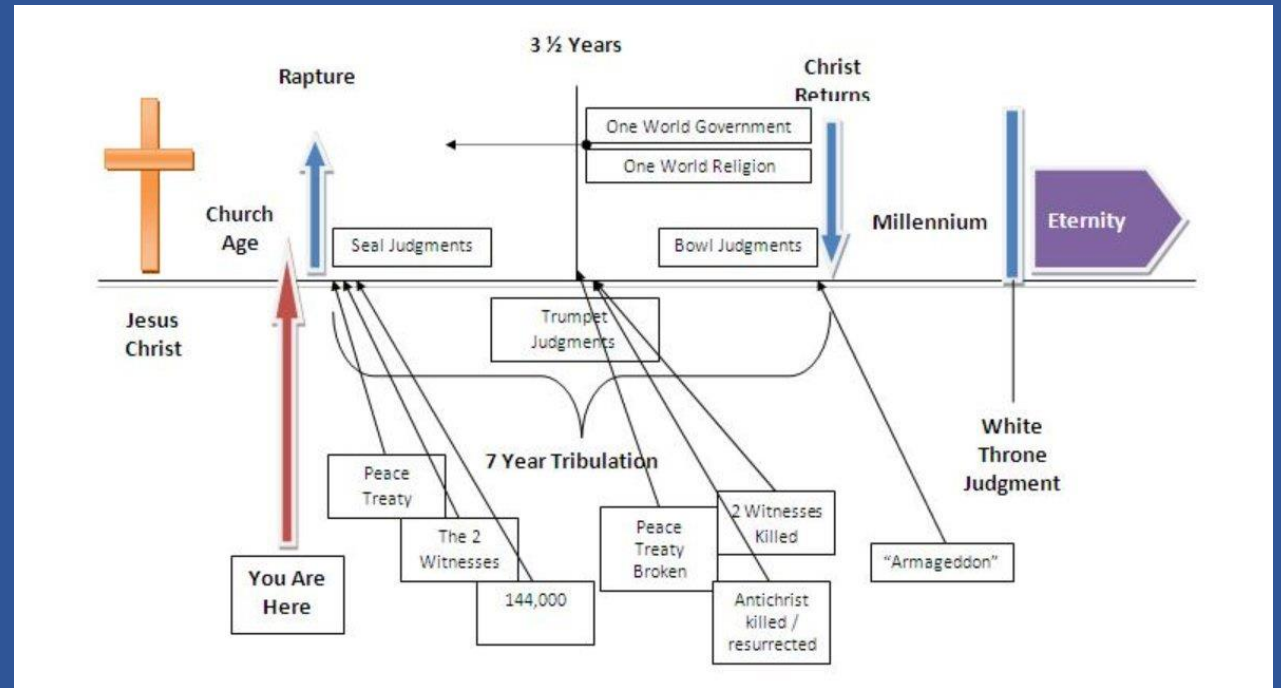 3 ½ Years
Rapture
Christ
Returns
One World Government
One World Religion
Church
Age
Seal Judgments
Bowl Judgments
Millennium
Eternity
Jesus
Christ
Trumpet
Judgments
7 Year Tribulation
White
Throne
Judgment
Peace
Treaty
The 2
Witnesses
144,000
Peace
Treaty
Broken
2 Witnesses
Killed
Antichrist
killed /
resurrected
“Armageddon”
You Are
Here